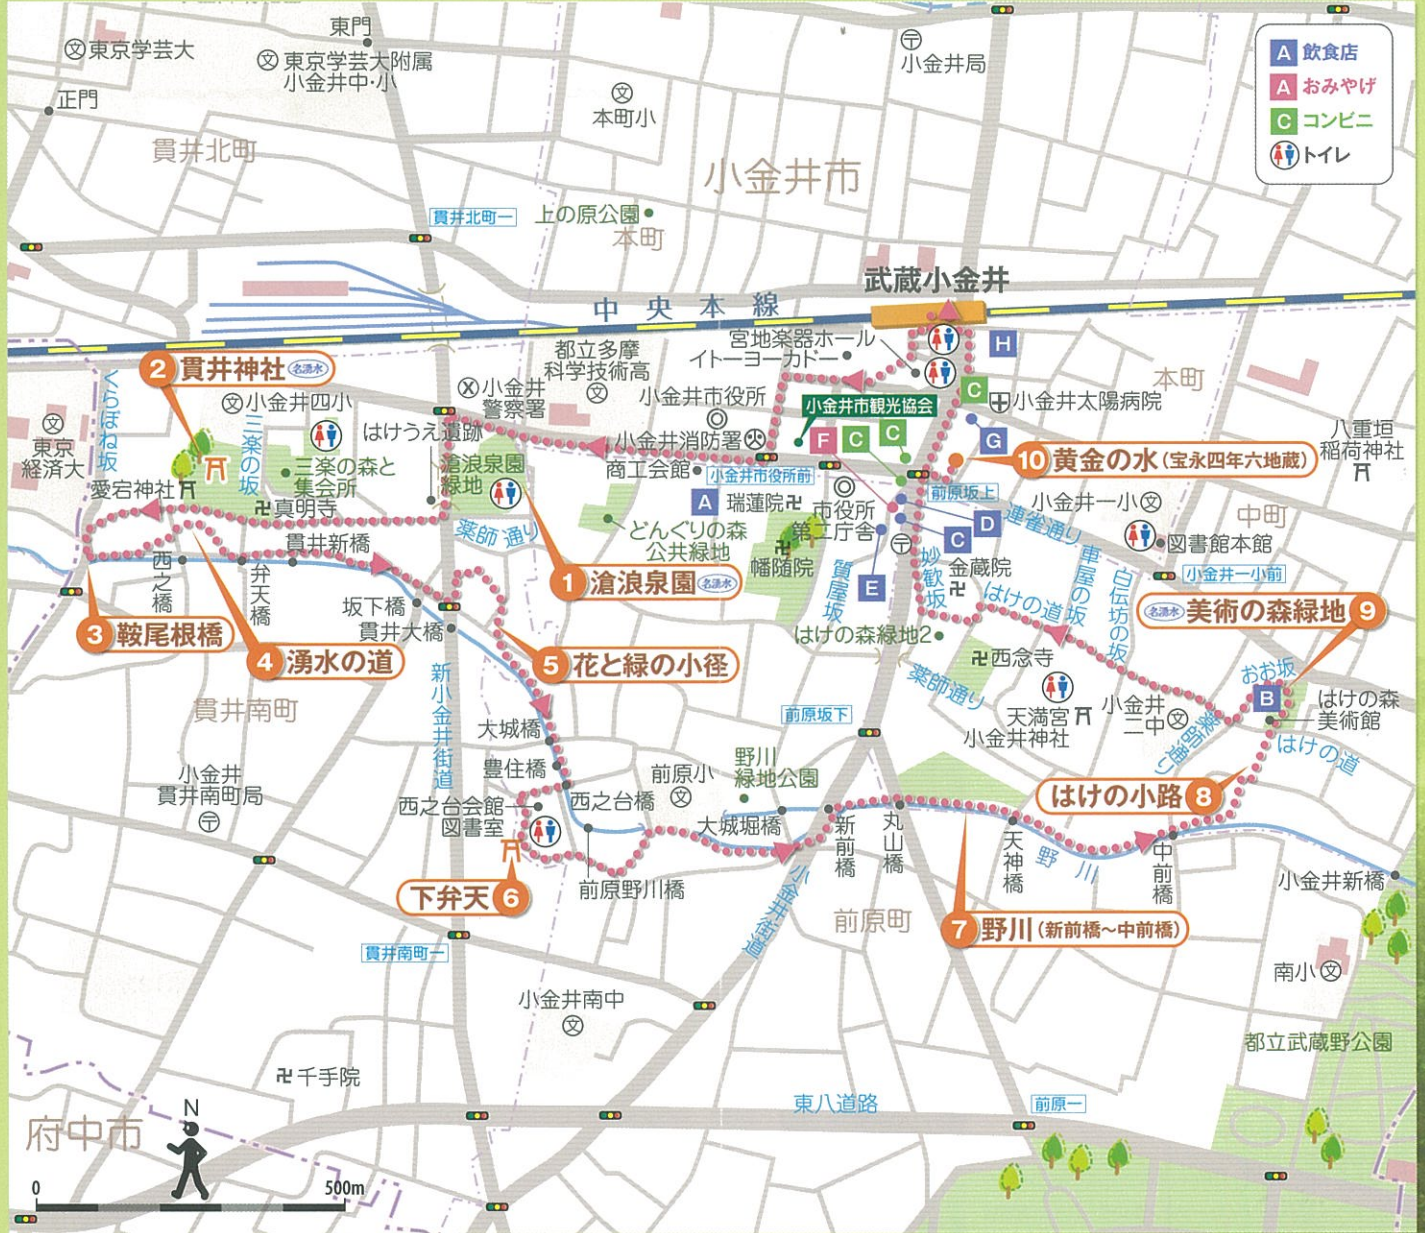 東門
文 東京学芸大
文 東京学芸大附属
小金井中・小
正門
貫井北町
文
本町小
〒
小金井局
A 飲食店
A おみやげ
C コンビニ
トイレ
小金井市
貫井北町一
上の原公園
本町
武蔵小金井
中央本線
宮地楽器ホール
イトーヨーカドー
H
2 貫井神社 名湧水
くらぼね坂
文 小金井四小
X 小金井
警察署
都立多摩
科学技術高
文
小金井市役所
小金井市観光協会
C
小金井太陽病院
本町
文
東京
経済大
三楽の坂
はけうえ遺跡
小金井消防署
F
C
C
G
八重垣
稲荷神社
三楽の森と
集会所
滄浪泉園
緑地
商工会館
小金井市役所前
10 黄金の水(宝永四年六地蔵)
愛宕神社
真明寺
A
瑞蓮院
市役所
第二庁舎
前原坂上
小金井一小 文
中町
薬師通り
どんぐりの森
公共緑地
幡随院
D
C
連雀通り
図書館本館
貫井新橋
西之橋
弁天橋
1 滄浪泉園 名湧水
質屋坂
E
〒
妙歓坂
金蔵院
はけの道
車屋の坂
白伝坊の坂
小金井一小前
坂下橋
貫井大橋
3 鞍尾根橋
4 湧水の道
5 花と緑の小径
はけの森緑地2
名湧水 美術の森緑地 9
西念寺
薬師通り
おお坂
B
はけの森
美術館
貫井南町
新小金井街道
大城橋
前原坂下
天満宮
小金井神社
小金井
二中 文
薬師通り
はけの道
小金井
貫井南町局
〒
豊住橋
西之台会館
図書室
西之台橋
前原小
文
野川
緑地公園
はけの小路 8
大城堀橋
新前橋
丸山橋
天神橋
野川
中前橋
小金井新橋
下弁天 6
前原野川橋
小金井街道
前原町
7 野川(新前橋〜中前橋)
貫井南町一
南小 文
小金井南中
文
都立武蔵野公園
千手院
東八道路
前原一
府中市
N
0
500m